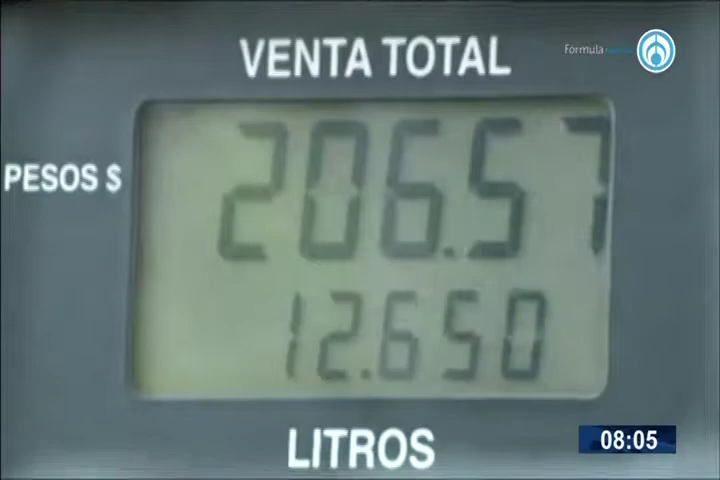 Fórmula
VENTA TOTAL
PESOS $
206.57
12.650
LITROS
08:05